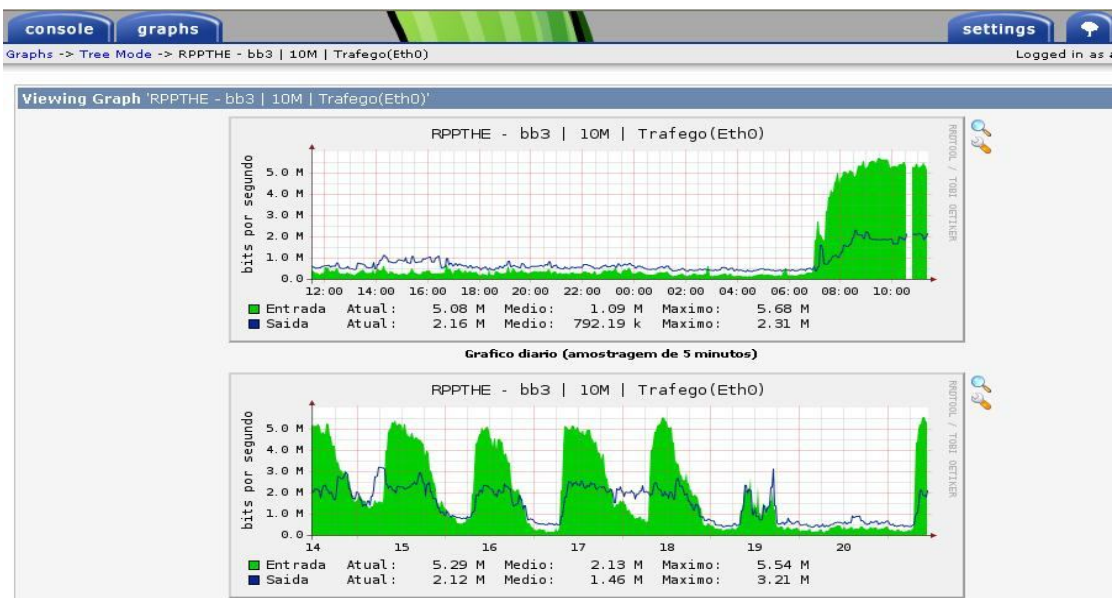 console graphs settings
Graphs -> Tree Mode -> RPPTHE - bb3 | 10M | Trafego(Eth0) Logged in as
Viewing Graph 'RPPTHE - bb3 | 10M | Trafego(Eth0)'
RPPTHE - bb3 | 10M | Trafego(Eth0)
RRDTOOL / TOBI OETIKER
bits por segundo
5.0 M
4.0 M
3.0 M
2.0 M
1.0 M
0.0
12:00 14:00 16:00 18:00 20:00 22:00 00:00 02:00 04:00 06:00 08:00 10:00
Entrada Atual: 5.08 M Medio: 1.09 M Maximo: 5.68 M
Saida Atual: 2.16 M Medio: 792.19 k Maximo: 2.31 M
Grafico diario (amostragem de 5 minutos)
RPPTHE - bb3 | 10M | Trafego(Eth0)
RRDTOOL / TOBI OETIKER
bits por segundo
5.0 M
4.0 M
3.0 M
2.0 M
1.0 M
0.0
14 15 16 17 18 19 20
Entrada Atual: 5.29 M Medio: 2.13 M Maximo: 5.54 M
Saida Atual: 2.12 M Medio: 1.46 M Maximo: 3.21 M